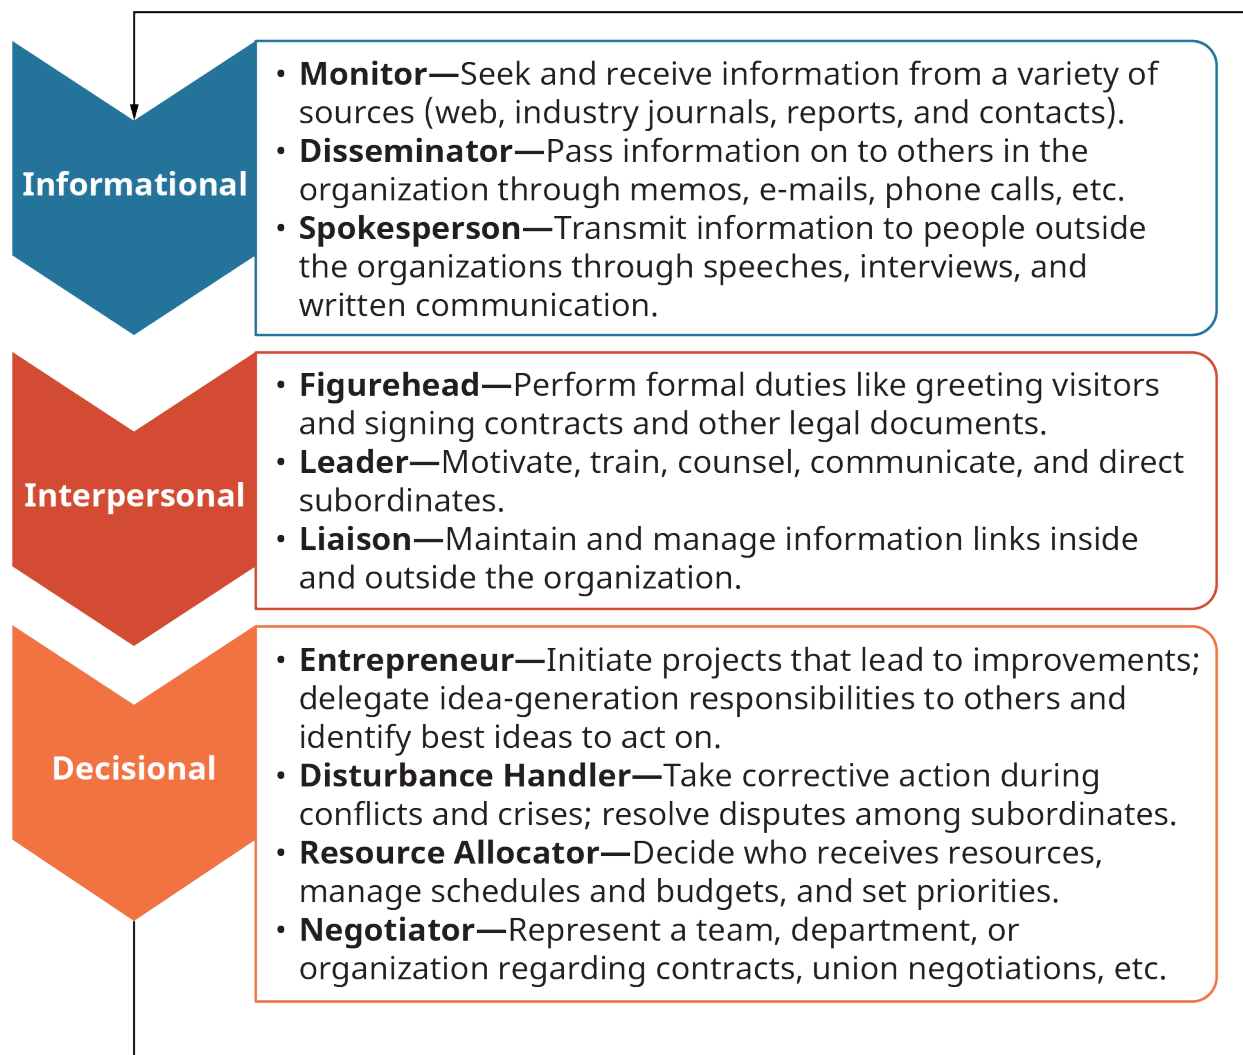 Informational
• Monitor—Seek and receive information from a variety of
sources (web, industry journals, reports, and contacts).
• Disseminator—Pass information on to others in the
organization through memos, e-mails, phone calls, etc.
• Spokesperson—Transmit information to people outside
the organizations through speeches, interviews, and
written communication.
Interpersonal
• Figurehead—Perform formal duties like greeting visitors
and signing contracts and other legal documents.
• Leader—Motivate, train, counsel, communicate, and direct
subordinates.
• Liaison—Maintain and manage information links inside
and outside the organization.
Decisional
• Entrepreneur—Initiate projects that lead to improvements;
delegate idea-generation responsibilities to others and
identify best ideas to act on.
• Disturbance Handler—Take corrective action during
conflicts and crises; resolve disputes among subordinates.
• Resource Allocator—Decide who receives resources,
manage schedules and budgets, and set priorities.
• Negotiator—Represent a team, department, or
organization regarding contracts, union negotiations, etc.